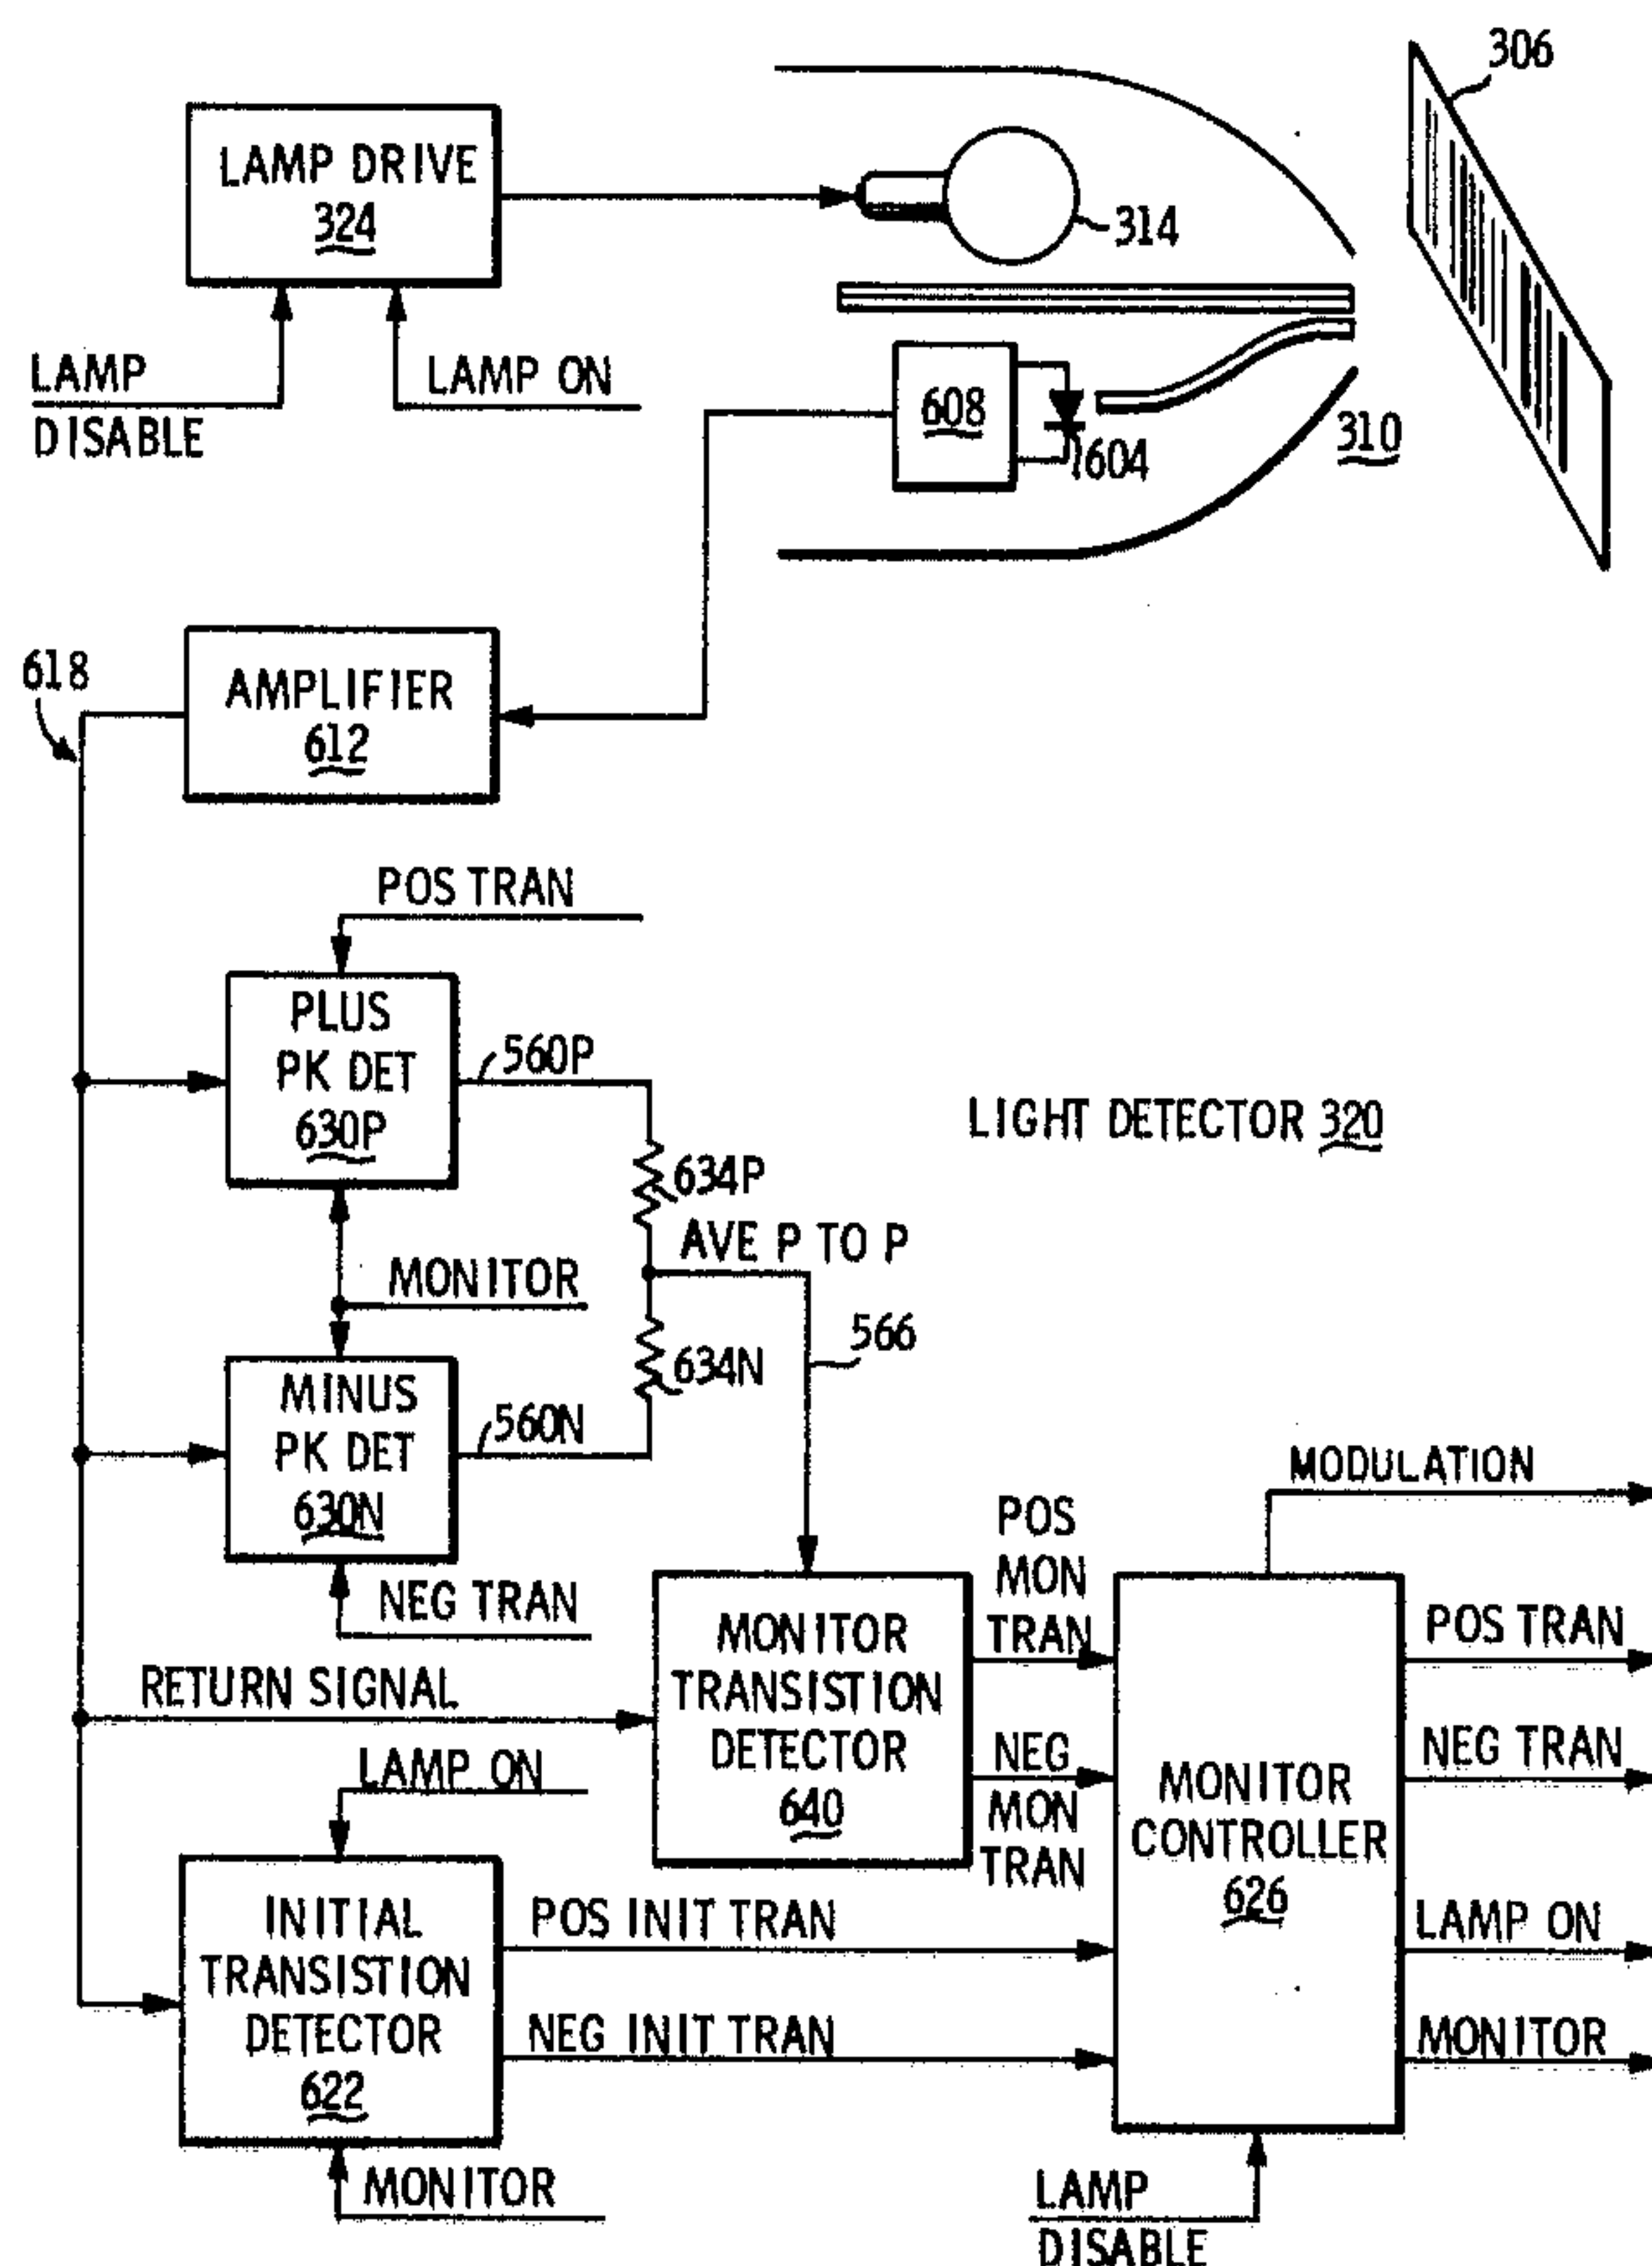 306
LAMP DRIVE
324
314
LAMP
DISABLE
LAMP ON
608
604
310
618
AMPLIFIER
612
POS TRAN
PLUS
PK DET
630P
560P
634P
LIGHT DETECTOR 320
AVE P TO P
MONITOR
566
634N
MINUS
PK DET
630N
560N
NEG TRAN
MODULATION
POS
MON
TRAN
MONITOR
TRANSISTION
DETECTOR
640
RETURN SIGNAL
NEG
MON
TRAN
POS TRAN
NEG TRAN
MONITOR
CONTROLLER
626
LAMP ON
INITIAL
TRANSISTION
DETECTOR
622
POS INIT TRAN
NEG INIT TRAN
LAMP ON
MONITOR
MONITOR
LAMP
DISABLE